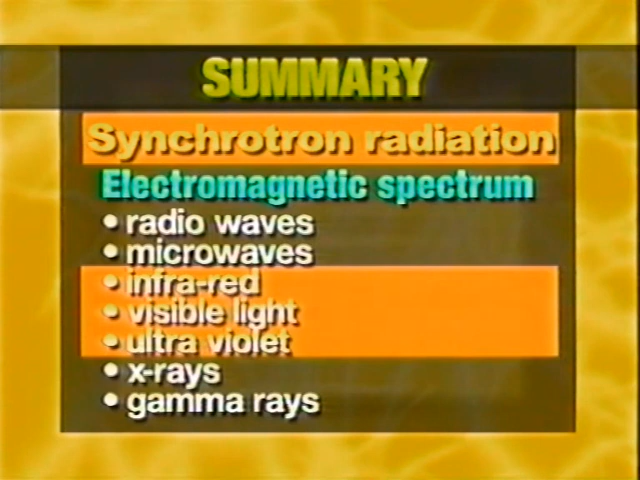 SUMMARY
Synchrotron radiation
Electromagnetic spectrum
• radio waves
• microwaves
• infra-red
• visible light
• ultra violet
• x-rays
• gamma rays